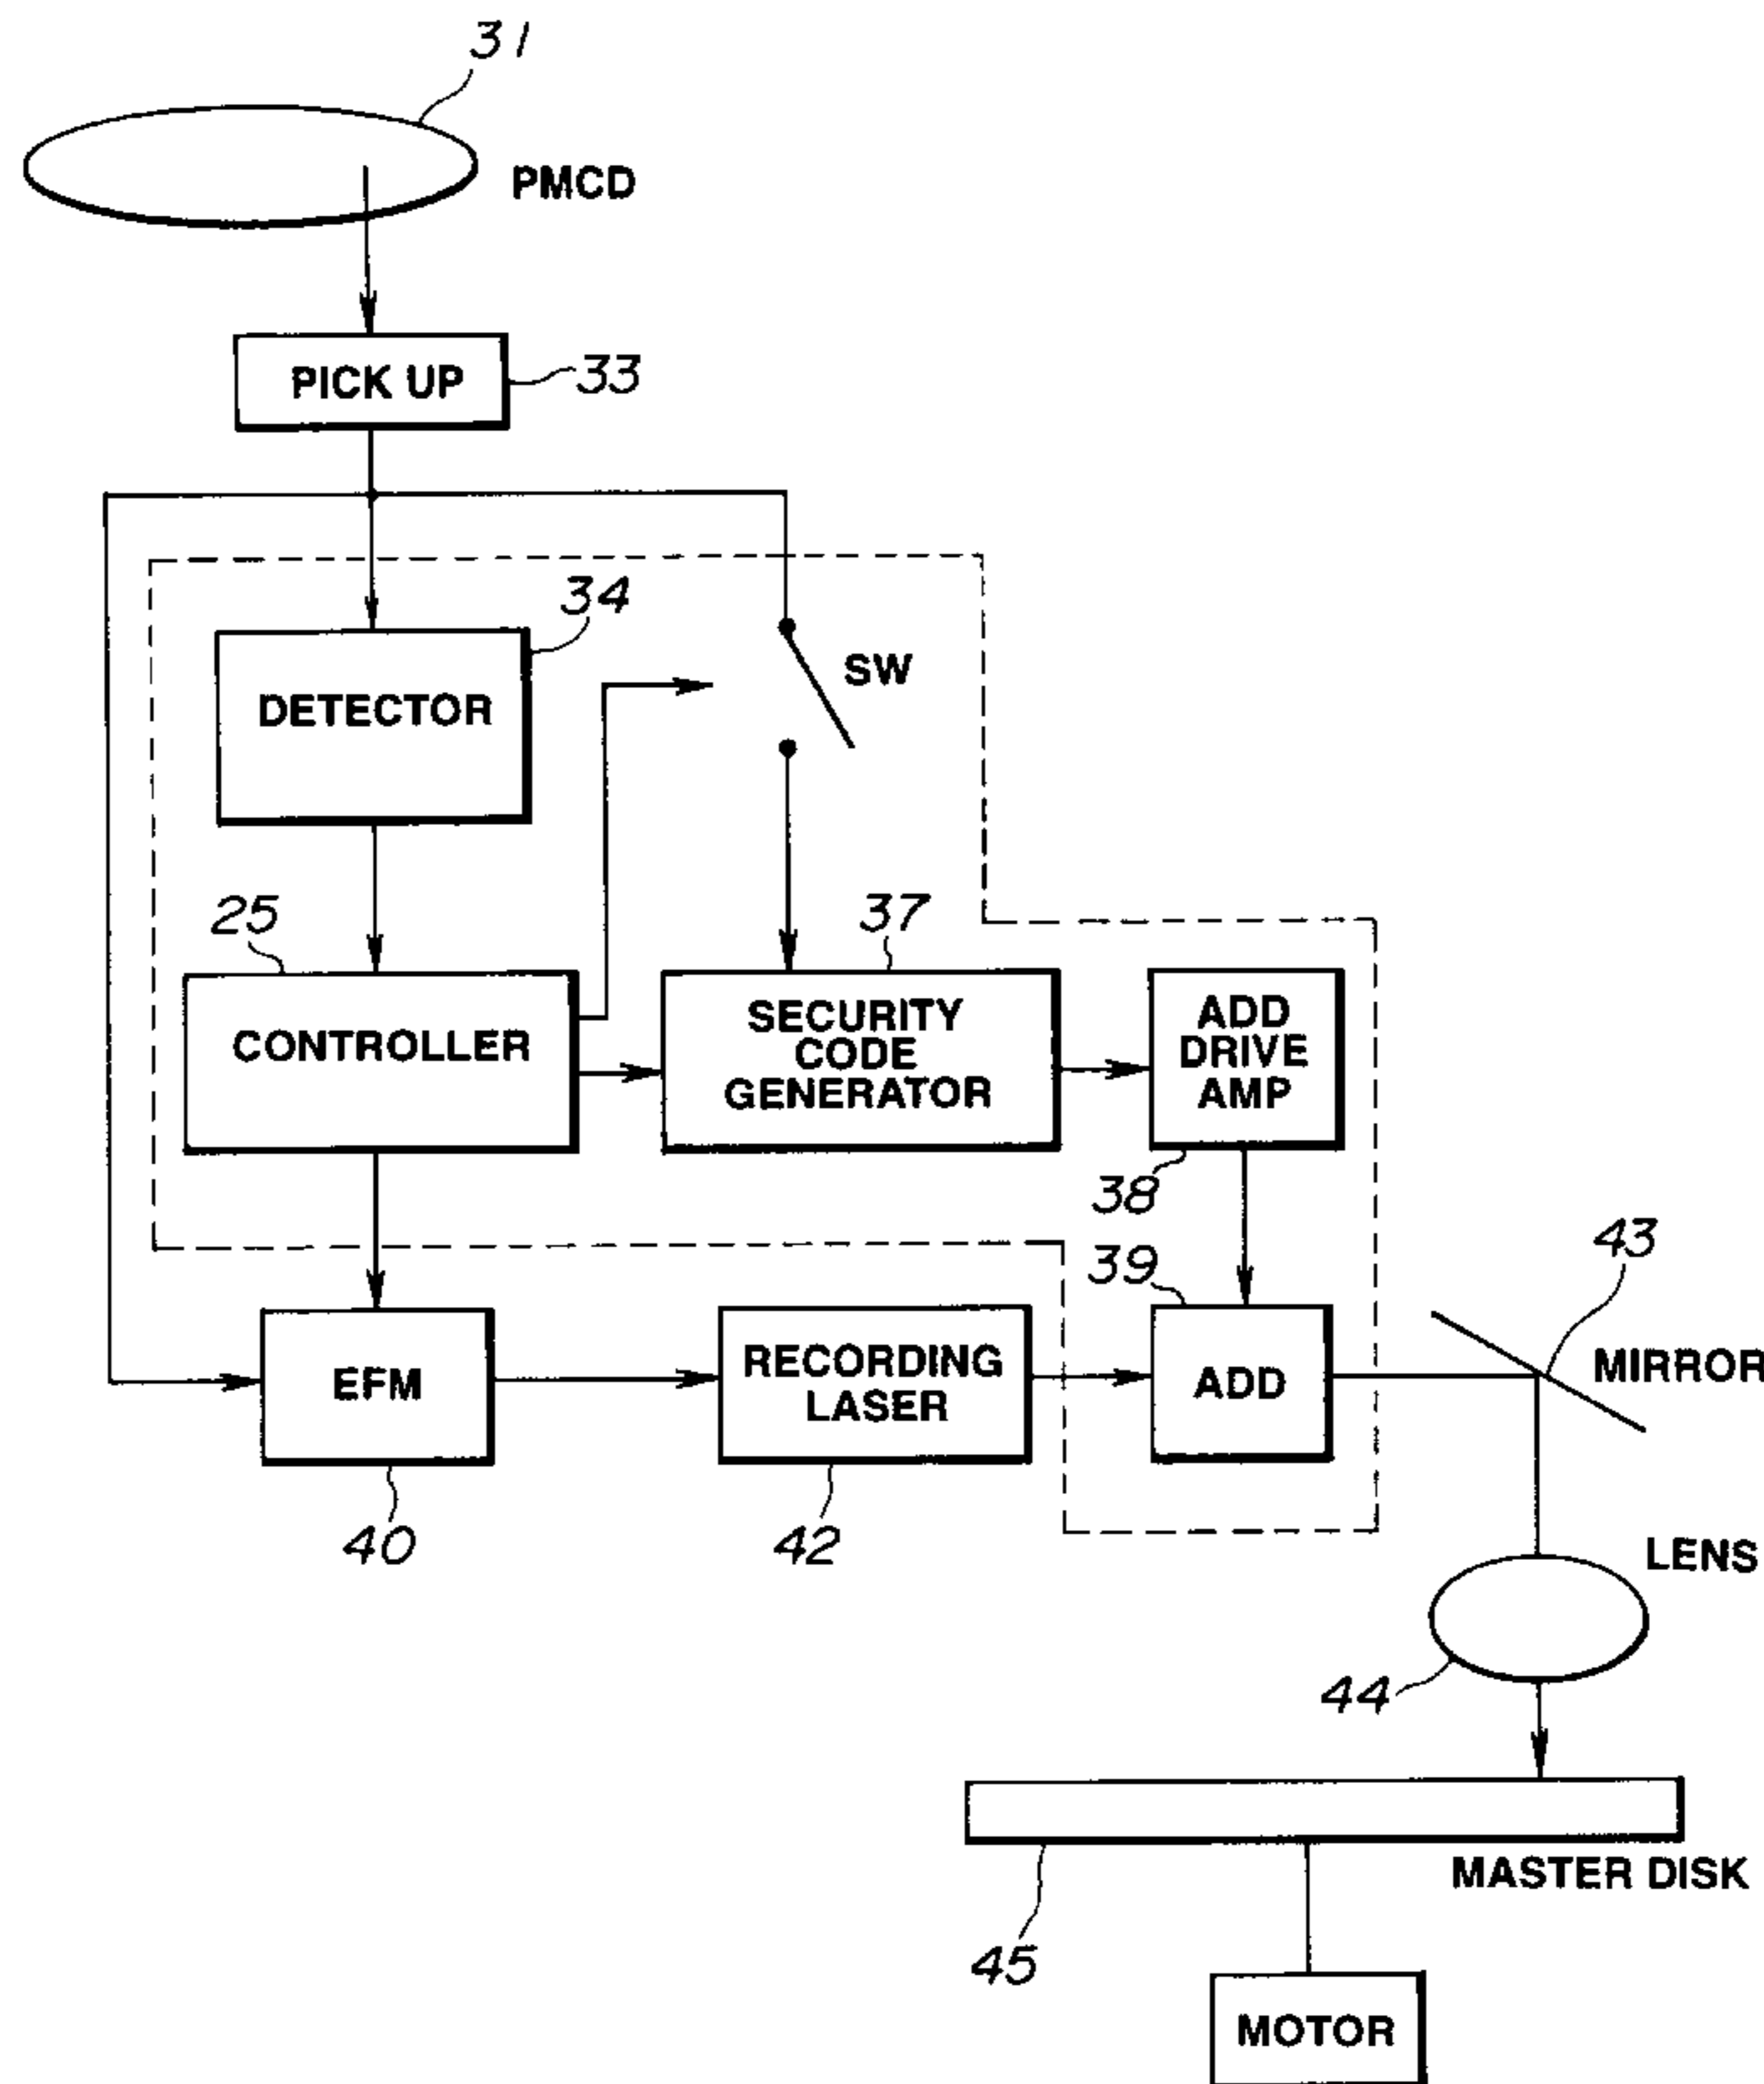 31
PMCD
PICK UP
33
34
DETECTOR
SW
25
37
CONTROLLER
SECURITY
CODE
GENERATOR
ADD
DRIVE
AMP
38
39
43
EFM
RECORDING
LASER
ADD
MIRROR
40
42
LENS
44
MASTER DISK
45
MOTOR